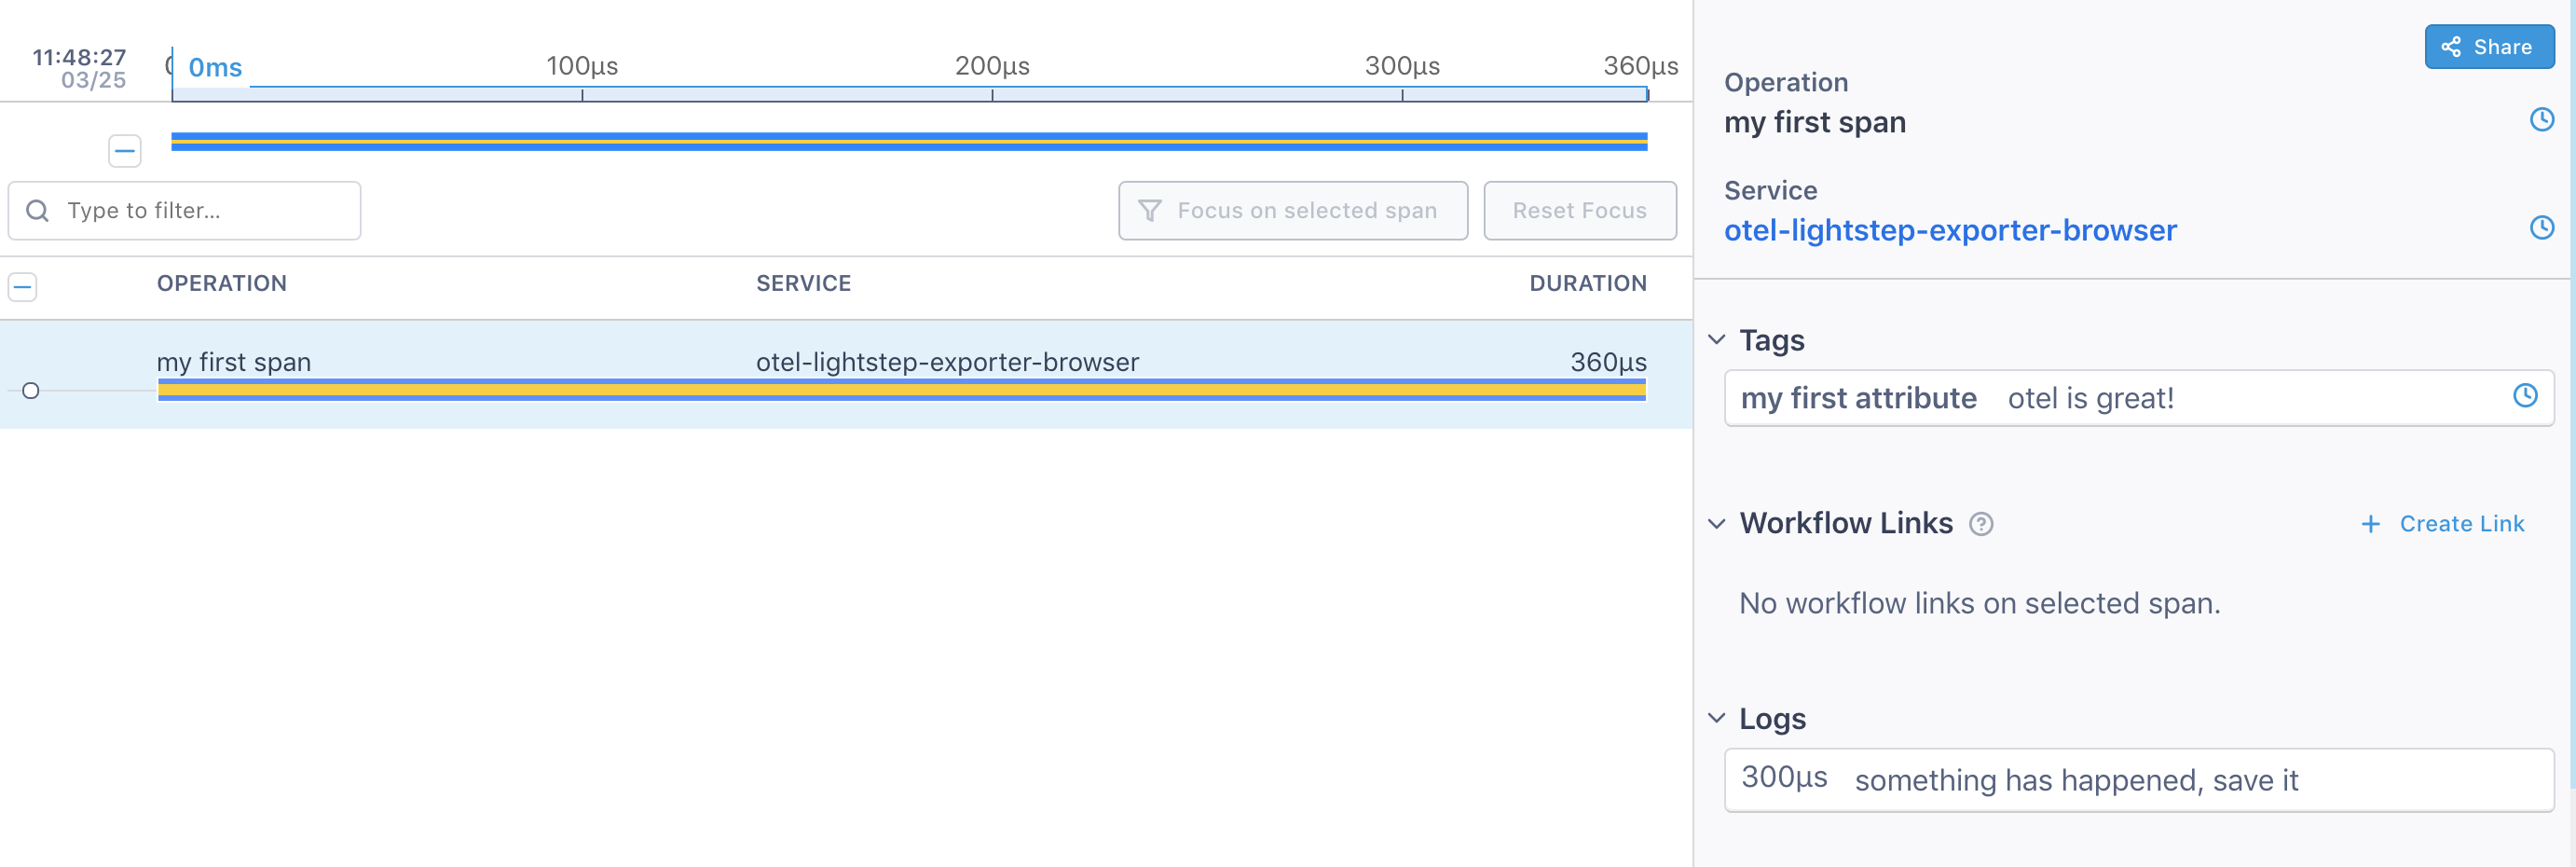 11:48:27
03/25
0ms
100µs
200µs
300µs
360µs
Type to filter...
Focus on selected span
Reset Focus
OPERATION
SERVICE
DURATION
my first span
otel-lightstep-exporter-browser
360µs
Share
Operation
my first span
Service
otel-lightstep-exporter-browser
Tags
my first attribute otel is great!
Workflow Links ?
+ Create Link
No workflow links on selected span.
Logs
300µs something has happened, save it